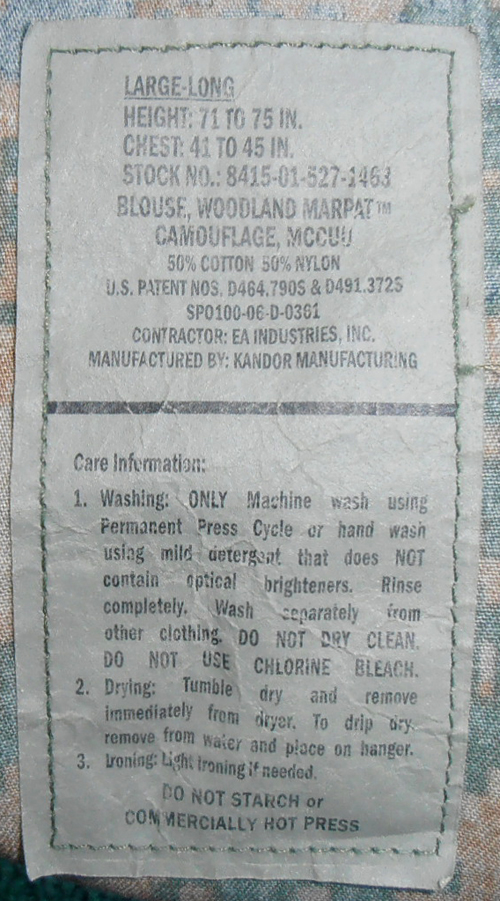 LARGE-LONG
HEIGHT: 71 TO 75 IN.
CHEST: 41 TO 45 IN.
STOCK NO.: 8415-01-527-1463
BLOUSE, WOODLAND MARPAT™
CAMOUFLAGE, MCCUU
50% COTTON 50% NYLON
U.S. PATENT NOS. D464,790S & D491,372S
SPO100-06-D-0361
CONTRACTOR: EA INDUSTRIES, INC.
MANUFACTURED BY: KANDOR MANUFACTURING
Care Information:
1. Washing: ONLY Machine wash using
Permanent Press Cycle or hand wash
using mild detergent that does NOT
contain optical brighteners. Rinse
completely. Wash separately from
other clothing. DO NOT DRY CLEAN.
DO NOT USE CHLORINE BLEACH.
2. Drying: Tumble dry and remove
immediately from dryer. To drip dry
remove from water and place on hanger.
3. Ironing: Light ironing if needed.
DO NOT STARCH or
COMMERCIALLY HOT PRESS